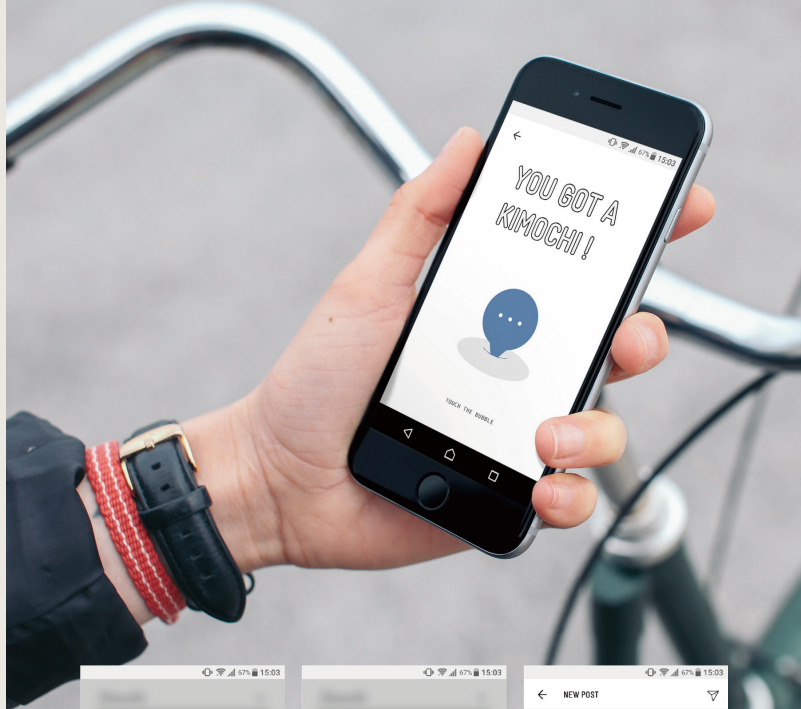 67% 15:03
YOU GOT A
KIMOCHI !
TOUCH THE BUBBLE
67% 15:03
67% 15:03
67% 15:03
NEW POST